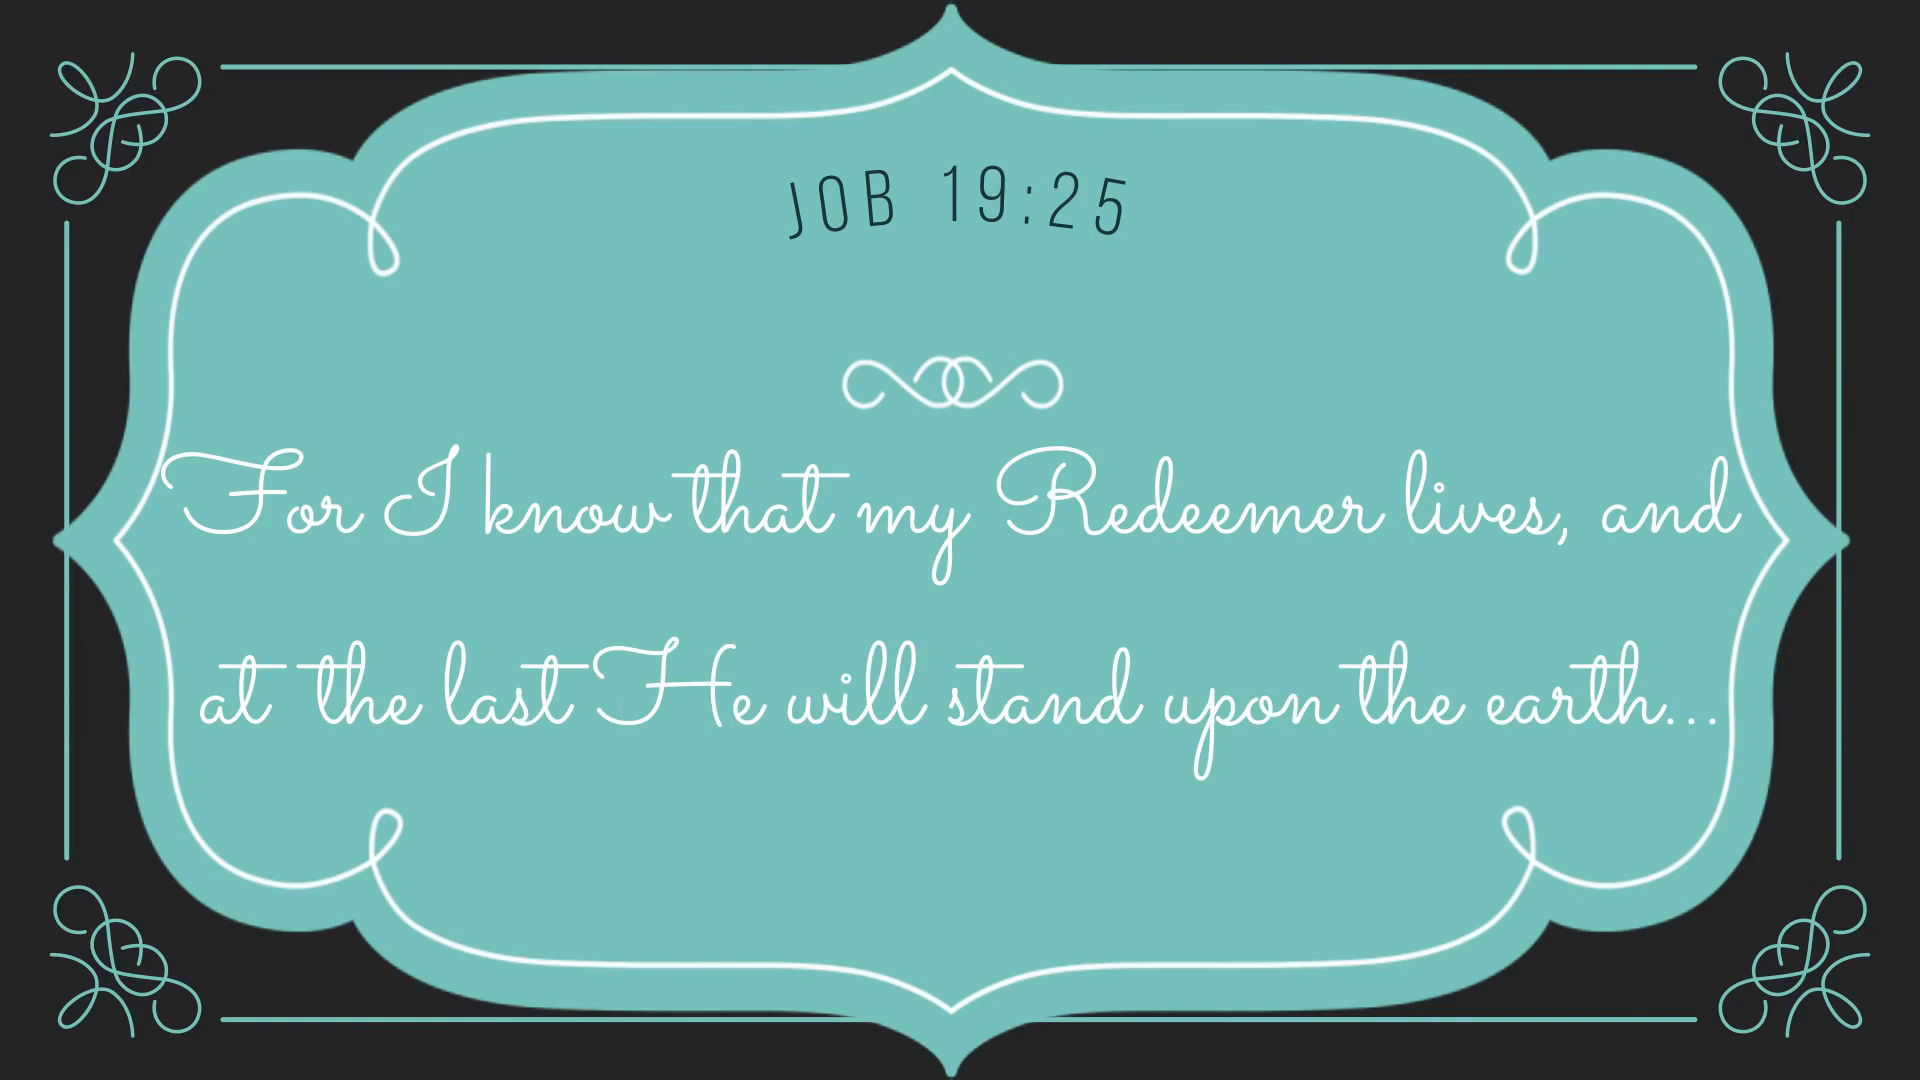 JOB 19:25
For I know that my Redeemer lives, and
at the last He will stand upon the earth...